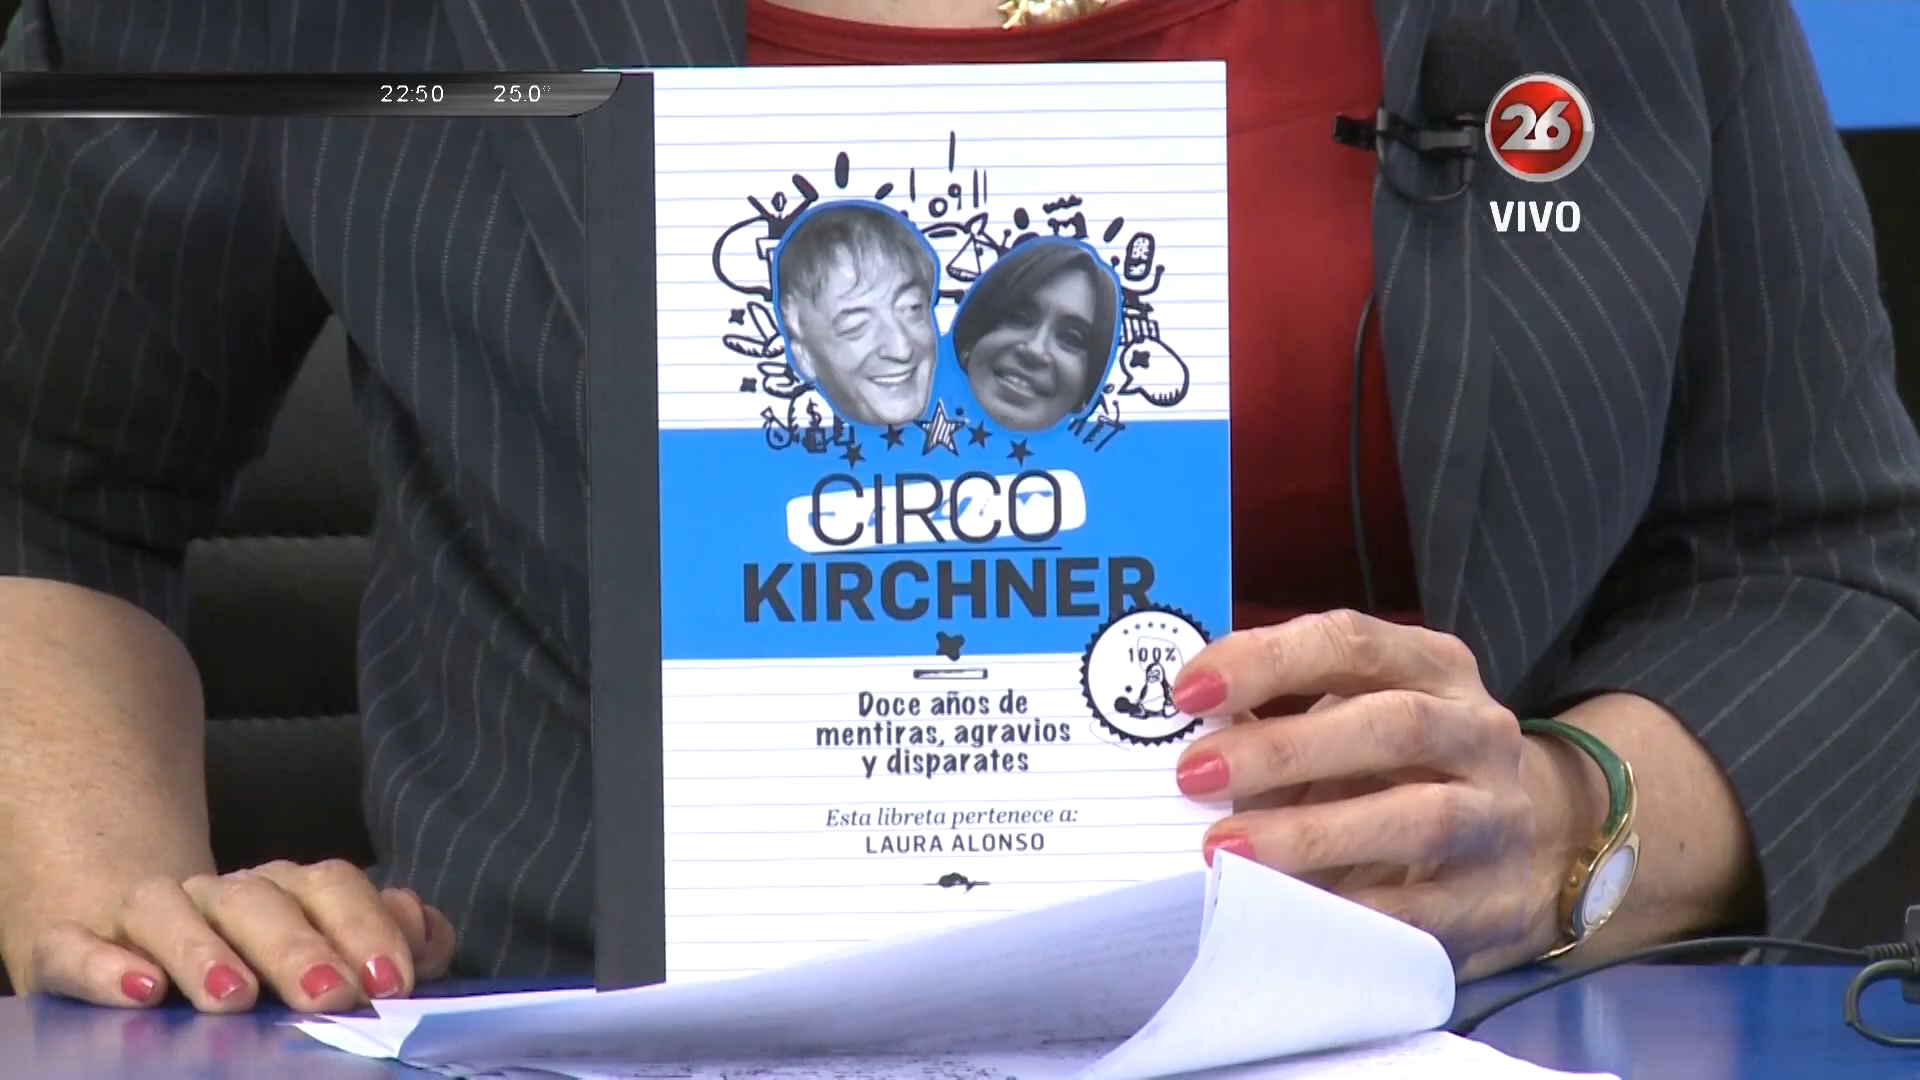 22:50 25.0°
26
VIVO
CIRCO
KIRCHNER
100%
Doce años de
mentiras, agravios
y disparates
Esta libreta pertenece a:
LAURA ALONSO